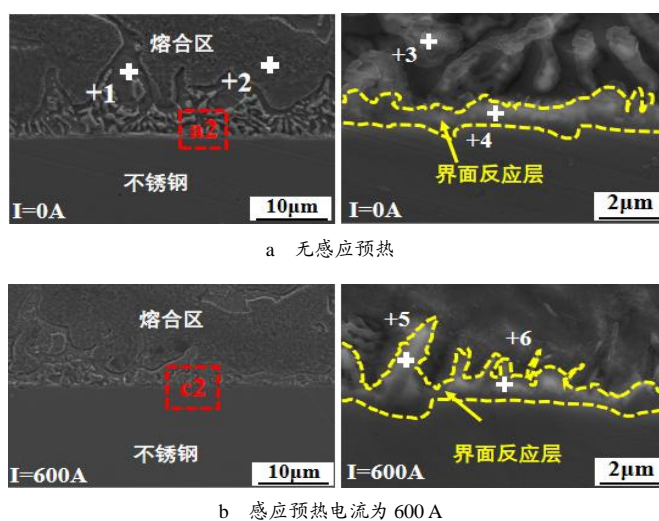 熔合区
+1
+2
a2
不锈钢
I=0A
10μm
+3
+4
界面反应层
I=0A
2μm
a 无感应预热
熔合区
c2
不锈钢
I=600A
10μm
+5
+6
界面反应层
I=600A
2μm
b 感应预热电流为 600 A